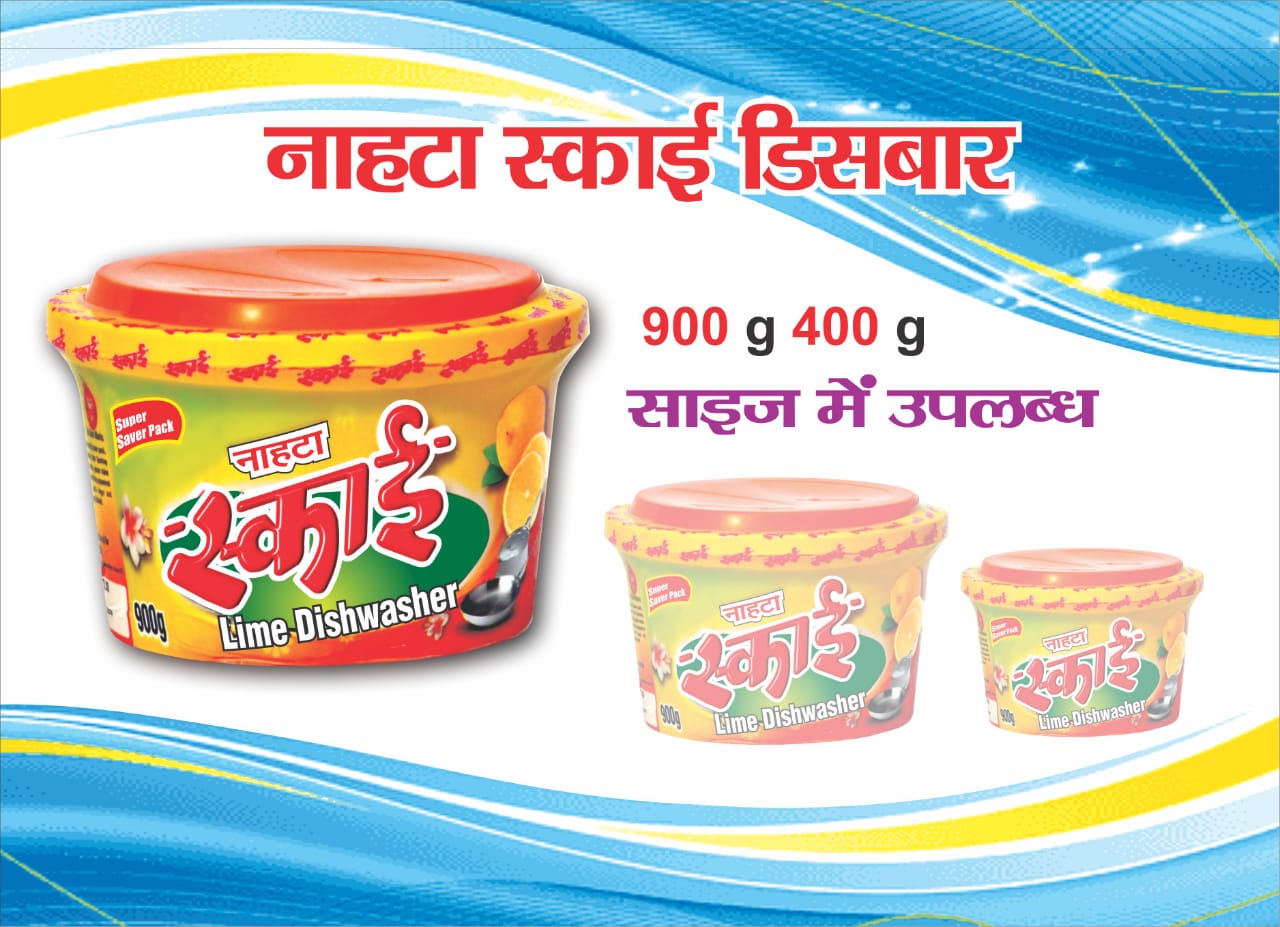 नाहटा स्काई डिसबार
900 g 400 g
साइज में उपलब्ध
स्काई स्काई स्काई स्काई स्काई स्काई स्काई स्काई
Super
Saver Pack
नाहटा
स्काई
Lime Dishwasher
900g
Super
Saver Pack
नाहटा
स्काई
Lime Dishwasher
900g
Super
Saver Pack
नाहटा
स्काई
Lime Dishwasher
900g